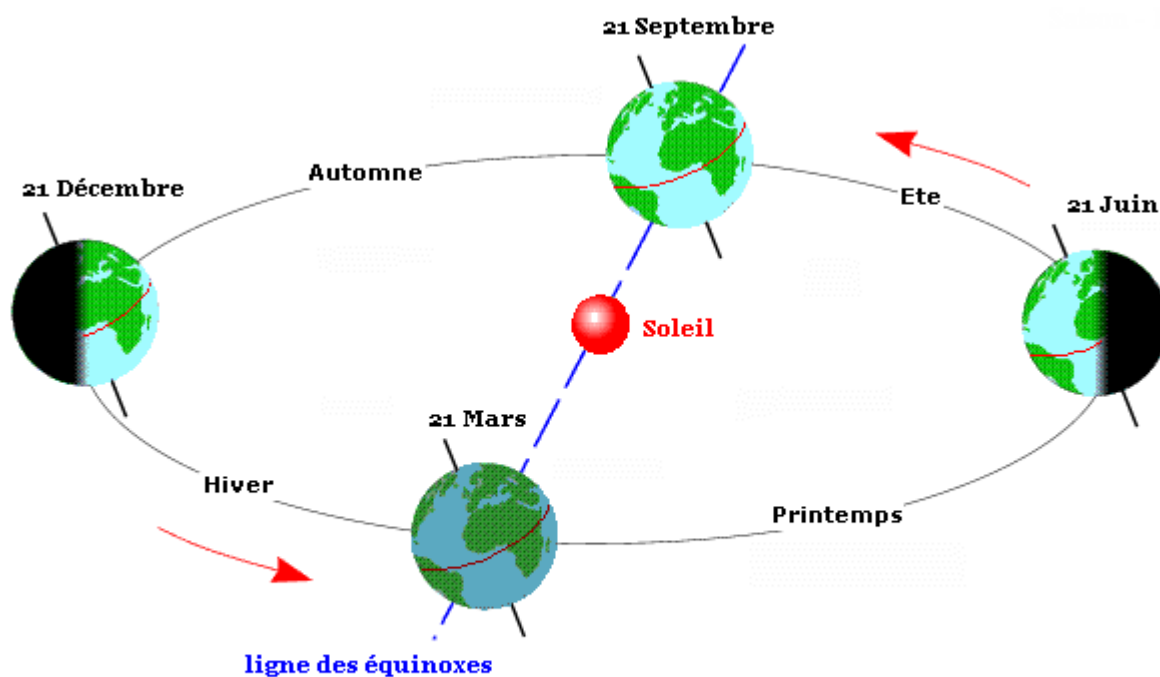 21 Septembre
Automne
21 Décembre
Ete
21 Juin
Soleil
21 Mars
Hiver
Printemps
ligne des équinoxes